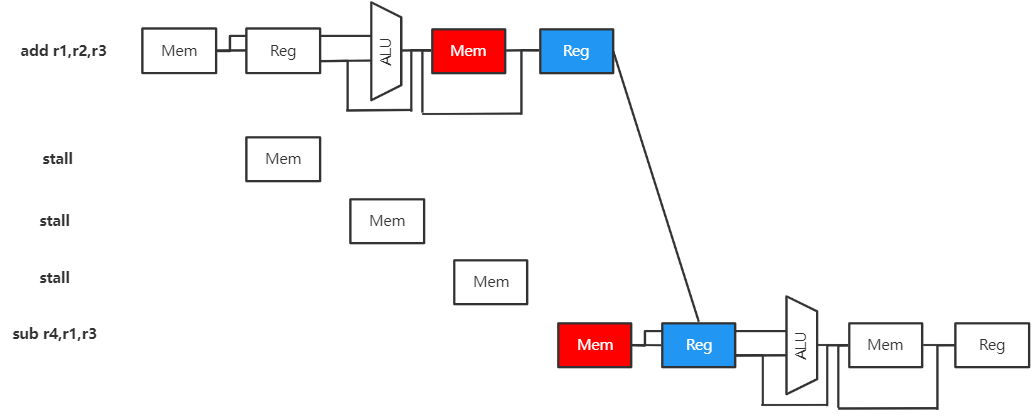 add r1,r2,r3 Mem Reg ALU Mem Reg
stall Mem
stall Mem
stall Mem
sub r4,r1,r3 Mem Reg ALU Mem Reg